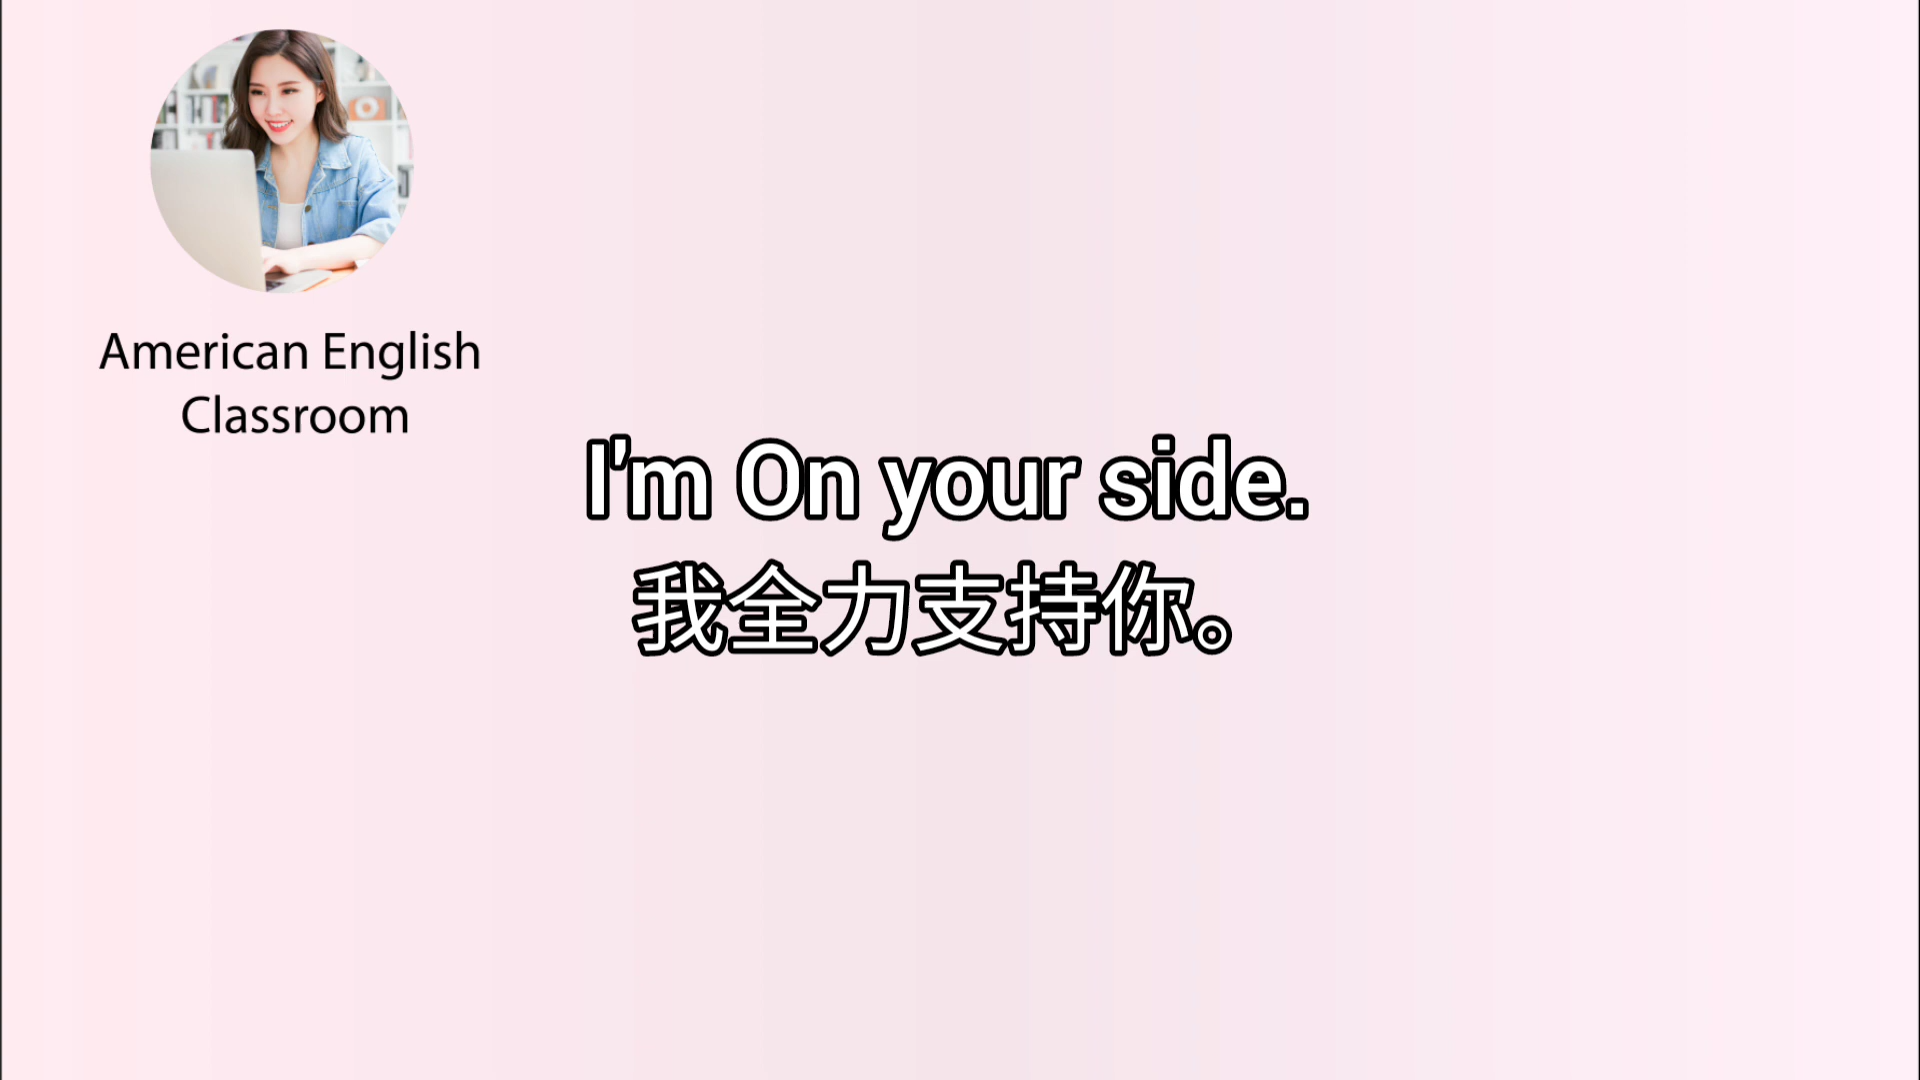 American English
Classroom
I'm On your side.
我全力支持你。